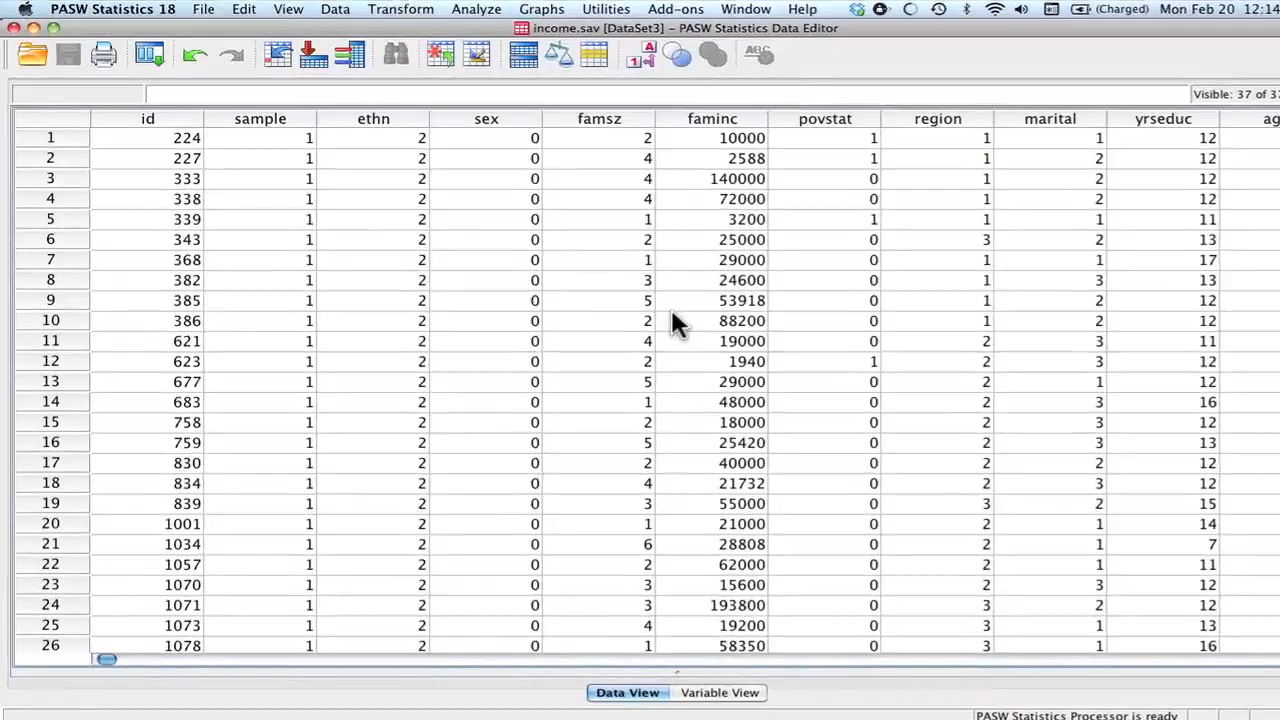 PASW Statistics 18 File Edit View Data Transform Analyze Graphs Utilities Add-ons Window Help (Charged) Mon Feb 20 12:14
income.sav [DataSet3] – PASW Statistics Data Editor
Visible: 37 of 37
id sample ethn sex famsz faminc povstat region marital yrseduc ag
1 224 1 2 0 2 10000 1 1 1 12
2 227 1 2 0 4 2588 1 1 2 12
3 333 1 2 0 4 140000 0 1 2 12
4 338 1 2 0 4 72000 0 1 2 12
5 339 1 2 0 1 3200 1 1 1 11
6 343 1 2 0 2 25000 0 3 2 13
7 368 1 2 0 1 29000 0 1 1 17
8 382 1 2 0 3 24600 0 1 3 13
9 385 1 2 0 5 53918 0 1 2 12
10 386 1 2 0 2 88200 0 1 2 12
11 621 1 2 0 4 19000 0 2 3 11
12 623 1 2 0 2 1940 1 2 3 12
13 677 1 2 0 5 29000 0 2 1 12
14 683 1 2 0 1 48000 0 2 3 16
15 758 1 2 0 2 18000 0 2 3 12
16 759 1 2 0 5 25420 0 2 3 13
17 830 1 2 0 2 40000 0 2 2 12
18 834 1 2 0 4 21732 0 2 3 12
19 839 1 2 0 3 55000 0 3 2 15
20 1001 1 2 0 1 21000 0 2 1 14
21 1034 1 2 0 6 28808 0 2 1 7
22 1057 1 2 0 2 62000 0 2 1 11
23 1070 1 2 0 3 15600 0 2 3 12
24 1071 1 2 0 3 193800 0 3 2 12
25 1073 1 2 0 4 19200 0 3 1 13
26 1078 1 2 0 1 58350 0 3 1 16
Data View Variable View
PASW Statistics Processor is ready